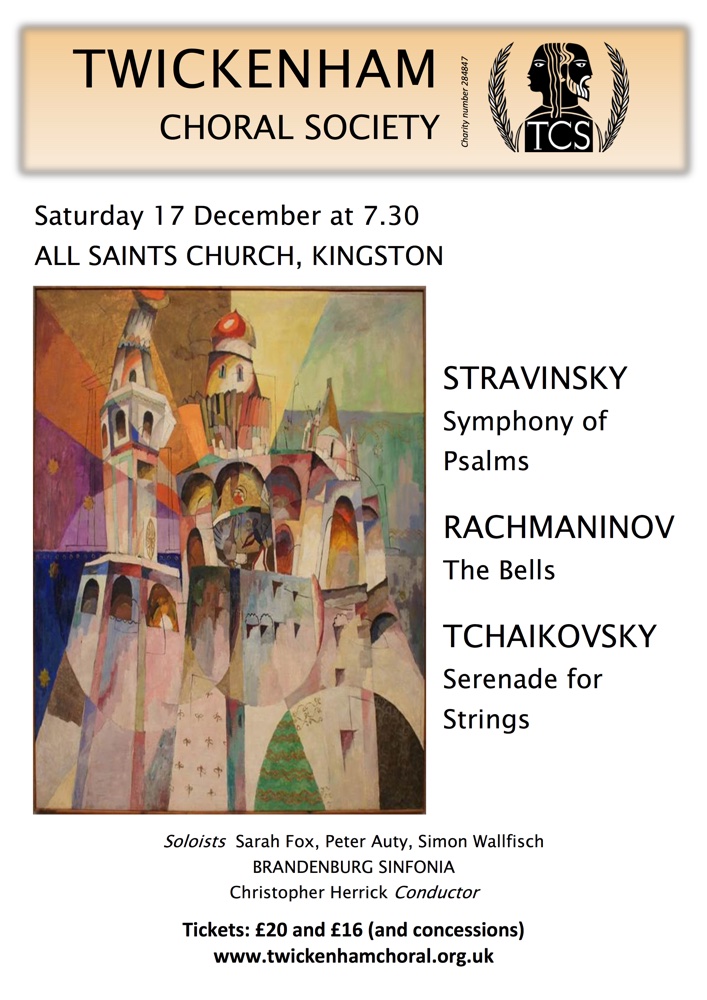 TWICKENHAM
CHORAL SOCIETY
Charity number 284847
TCS
Saturday 17 December at 7.30
ALL SAINTS CHURCH, KINGSTON
STRAVINSKY
Symphony of
Psalms
RACHMANINOV
The Bells
TCHAIKOVSKY
Serenade for
Strings
Soloists Sarah Fox, Peter Auty, Simon Wallfisch
BRANDENBURG SINFONIA
Christopher Herrick Conductor
Tickets: £20 and £16 (and concessions)
www.twickenhamchoral.org.uk